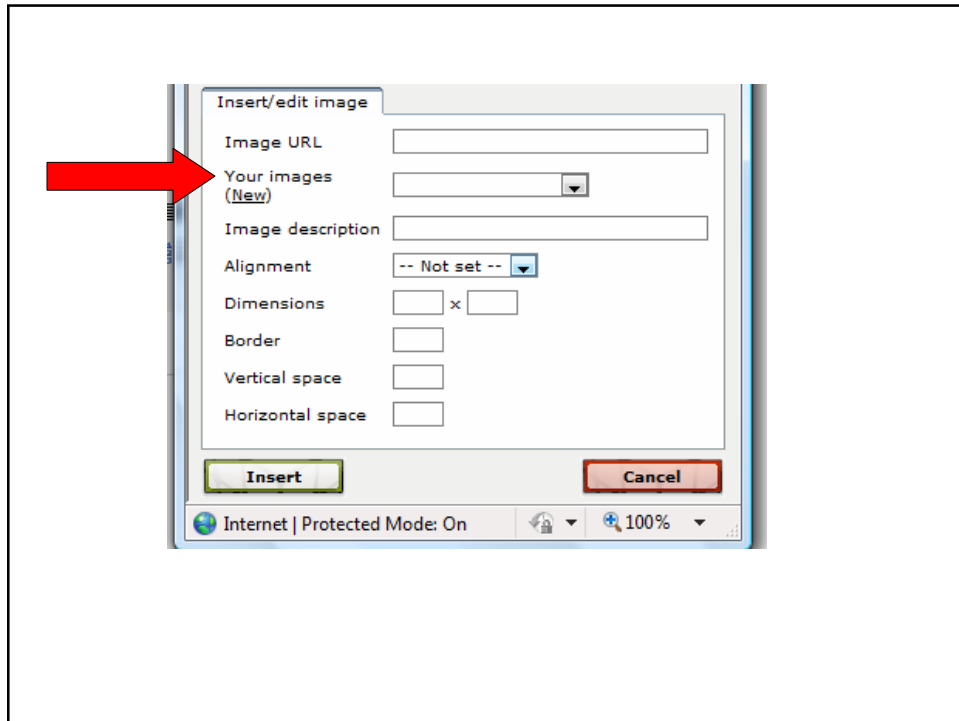 Insert/edit image
Image URL
Your images
(New)
Image description
Alignment -- Not set --
Dimensions x
Border
Vertical space
Horizontal space
Insert Cancel
Internet | Protected Mode: On 100%